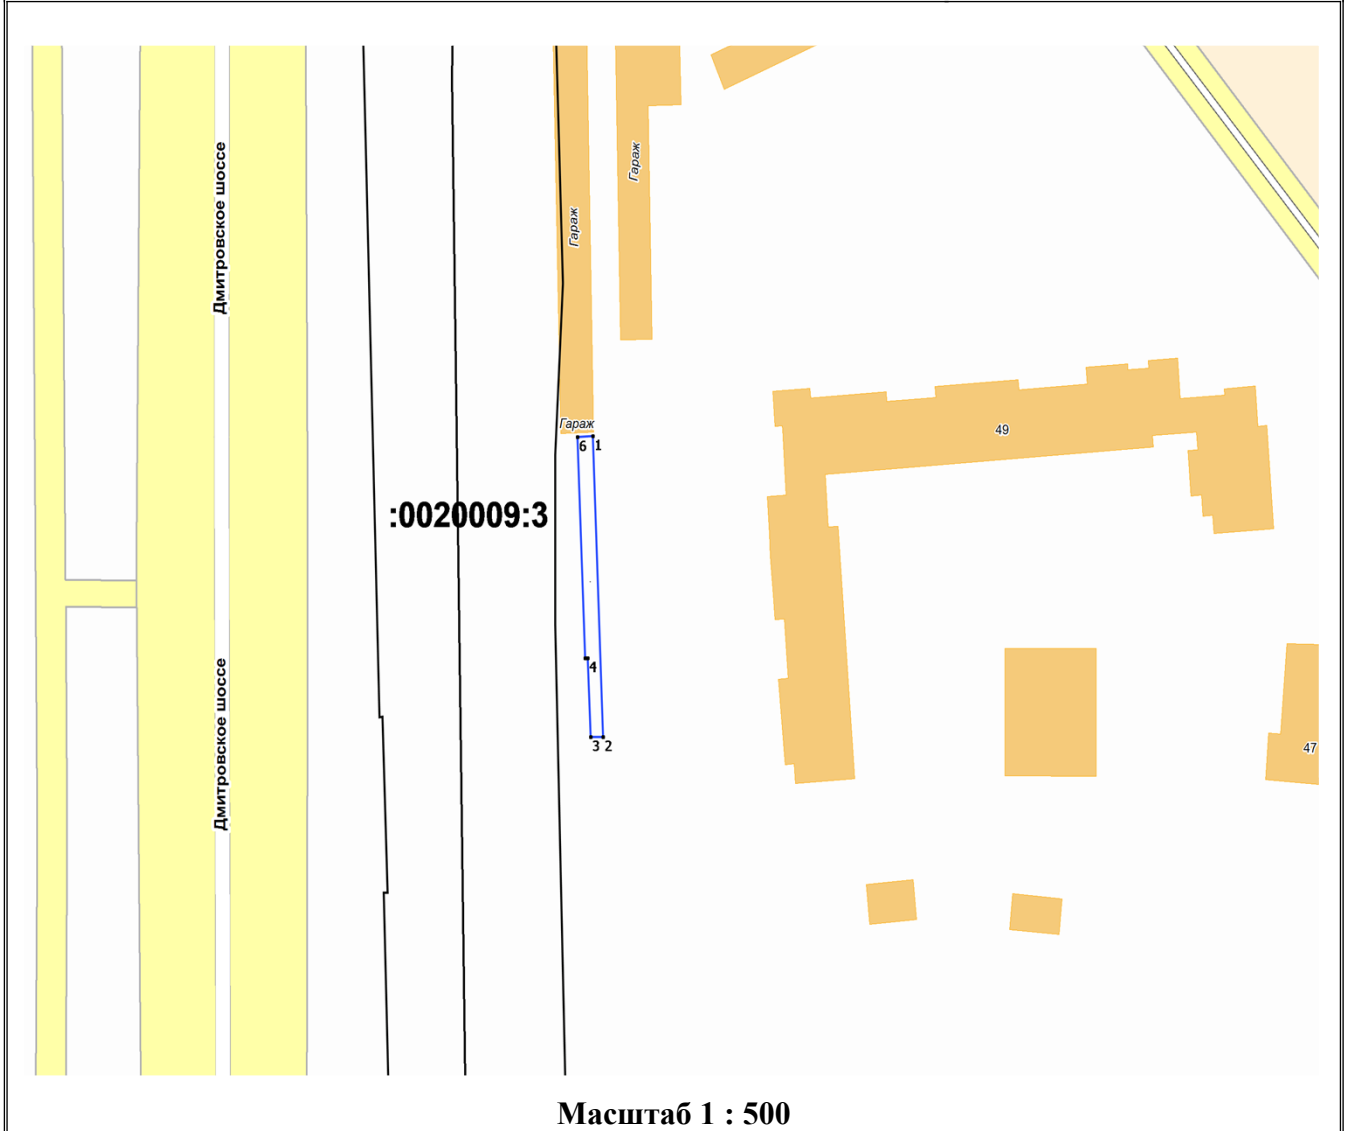 Дмитровское шоссе
Гараж
Гараж
Гараж
6 1
49
:0020009:3
4
Дмитровское шоссе
3 2
47
Масштаб 1 : 500